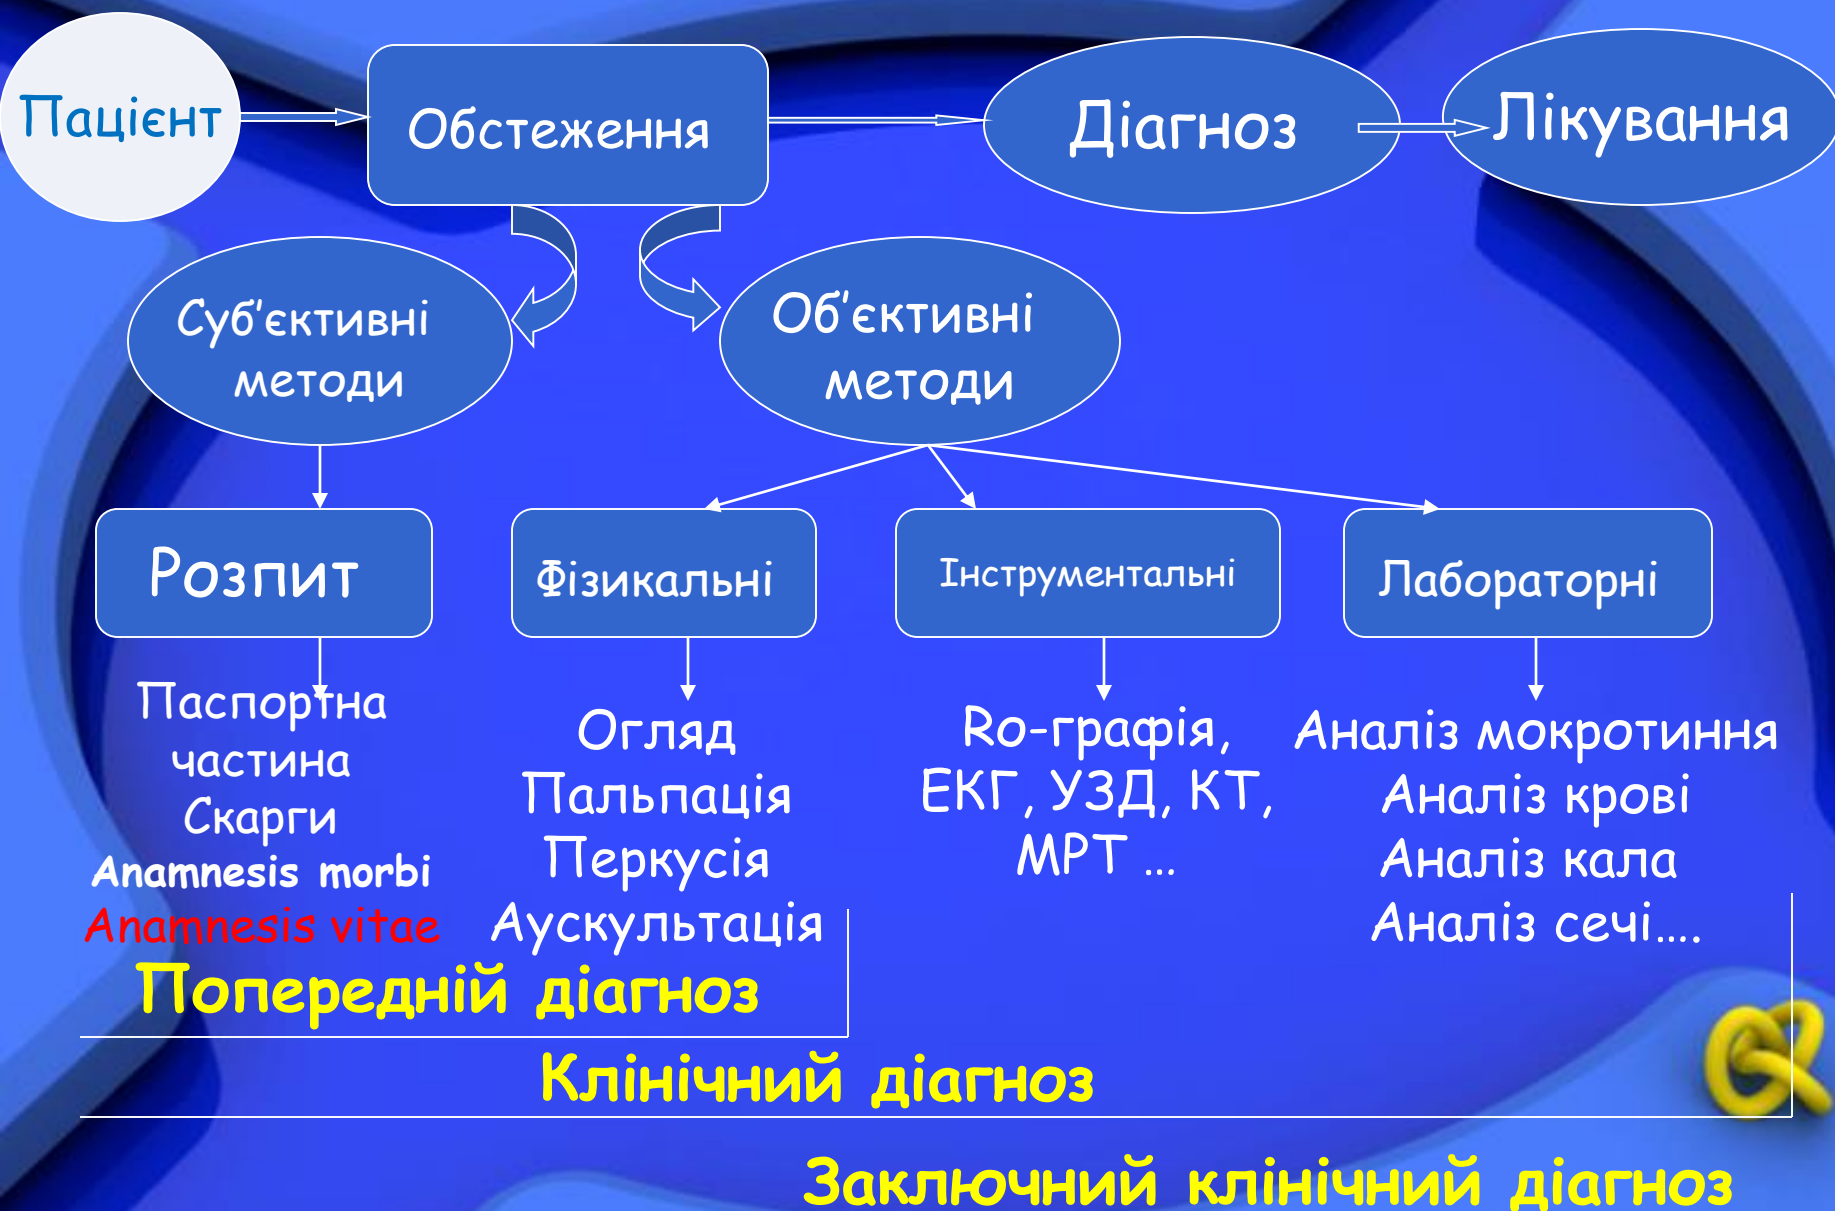 Пацієнт
Обстеження
Діагноз
Лікування
Суб’єктивні
методи
Об’єктивні
методи
Розпит
Фізикальні
Інструментальні
Лабораторні
Паспортна
частина
Скарги
Anamnesis morbi
Anamnesis vitae
Огляд
Пальпація
Перкусія
Аускультація
Ro-графія,
ЕКГ, УЗД, КТ,
МРТ ...
Аналіз мокротиння
Аналіз крові
Аналіз кала
Аналіз сечі....
Попередній діагноз
Клінічний діагноз
Заключний клінічний діагноз